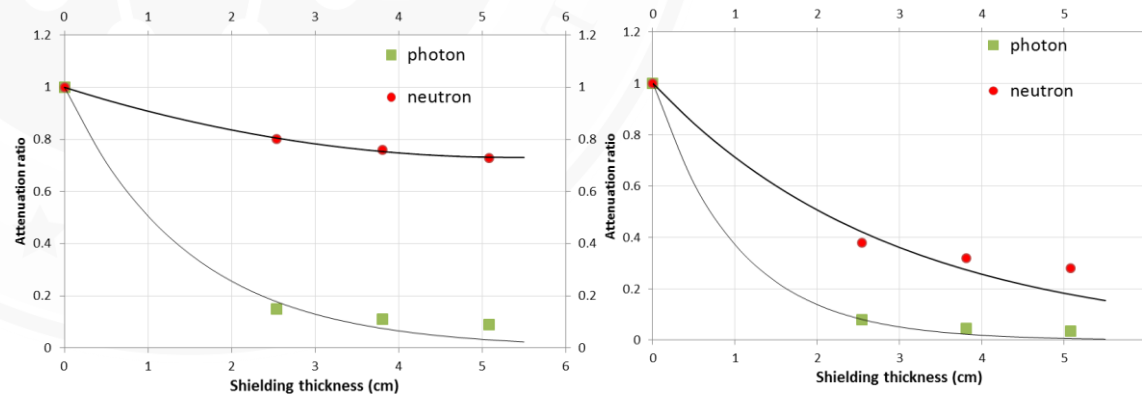 0 1 2 3 4 5 6
1.2 1.2
photon
1 1
neutron
0.8 0.8
0.6 0.6
0.4 0.4
0.2 0.2
0 0
0 1 2 3 4 5 6
Attenuation ratio
Shielding thickness (cm)
0 1 2 3 4 5
1.2
photon
1
neutron
0.8
0.6
0.4
0.2
0
0 1 2 3 4 5
Attenuation ratio
Shielding thickness (cm)